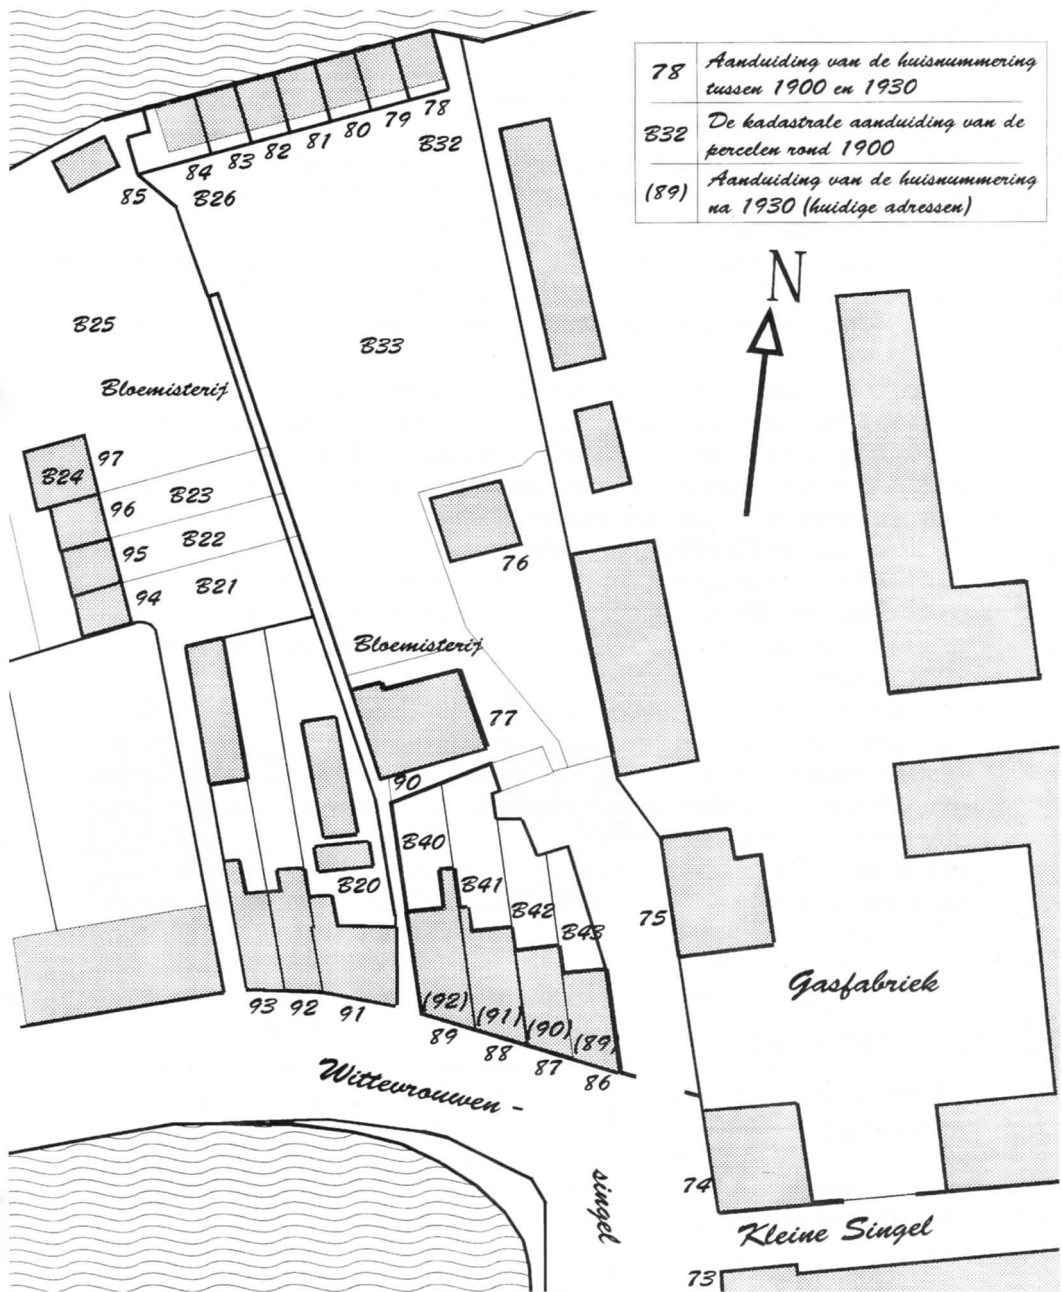 78 Aanduiding van de huisnummering
tussen 1900 en 1930
B32 De kadastrale aanduiding van de
percelen rond 1900
(89) Aanduiding van de huisnummering
na 1930 (huidige adressen)
N
78
79
80
81
82
83
84
85
B32
B26
B25
B33
Bloemisterij
97
B24
B23
96
B22
95
B21
94
76
Bloemisterij
77
90
B40
B41
B20
B42
B43
75
Gasfabriek
93
92
91
(92)
(91)
(90)
(89)
89
88
87
86
Wittevrouwen -
singel
74
Kleine Singel
73